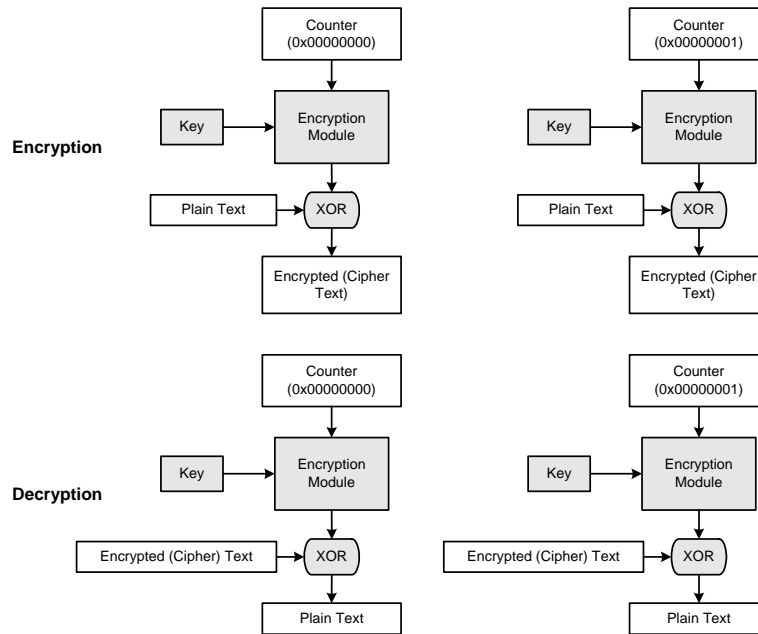 Counter
(0x00000000)
Counter
(0x00000001)
Key
Encryption
Module
Key
Encryption
Module
Encryption
Plain Text
XOR
Plain Text
XOR
Encrypted (Cipher
Text)
Encrypted (Cipher
Text)
Counter
(0x00000000)
Counter
(0x00000001)
Key
Encryption
Module
Key
Encryption
Module
Decryption
Encrypted (Cipher) Text
XOR
Encrypted (Cipher) Text
XOR
Plain Text
Plain Text